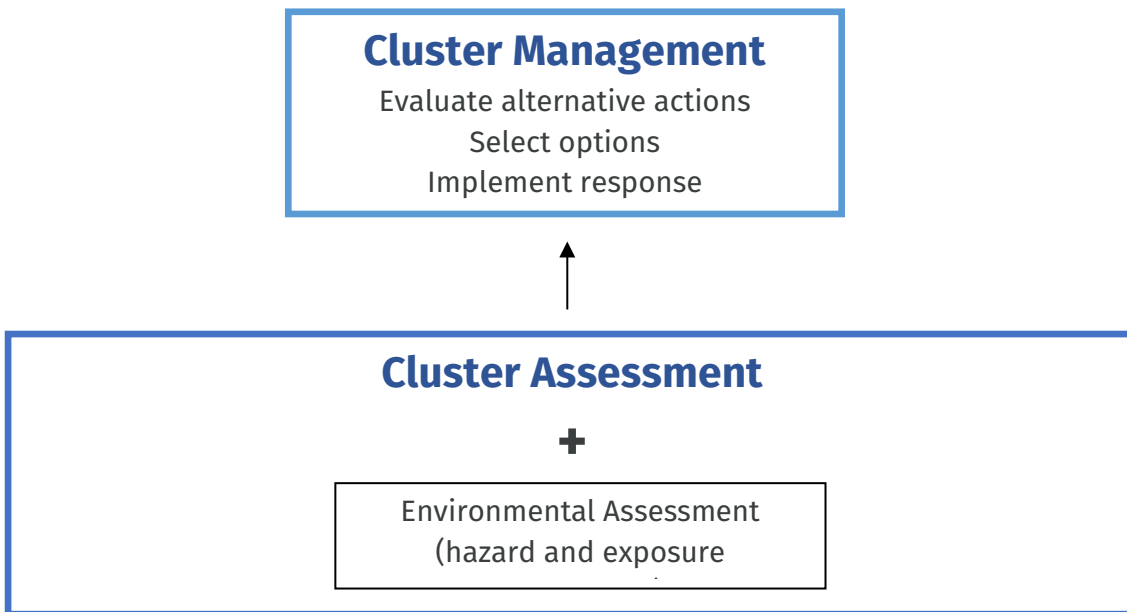 Cluster Management
Evaluate alternative actions
Select options
Implement response
Cluster Assessment
+
Environmental Assessment
(hazard and exposure